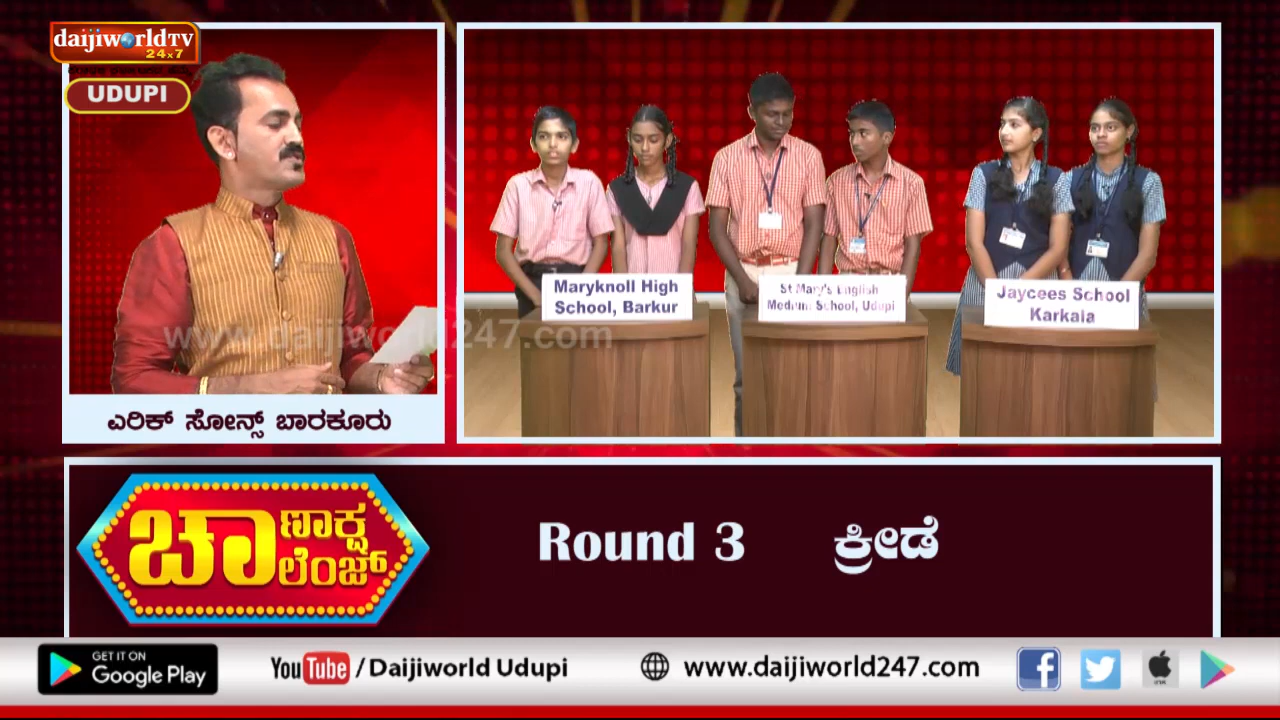 daijiworldTV
24x7
UDUPI
www.daijiworld247.com
Maryknoll High
School, Barkur
St Mary's English
Medium School, Udupi
Jaycees School
Karkala
ಎರಿಕ್ ಸೋನ್ಸ್ ಬಾರಕೂರು
ಚಾಣಾಕ್ಷ
ಚಾಲೆಂಜ್
Round 3 ಕ್ರೀಡೆ
GET IT ON
Google Play
YouTube /Daijiworld Udupi
www.daijiworld247.com